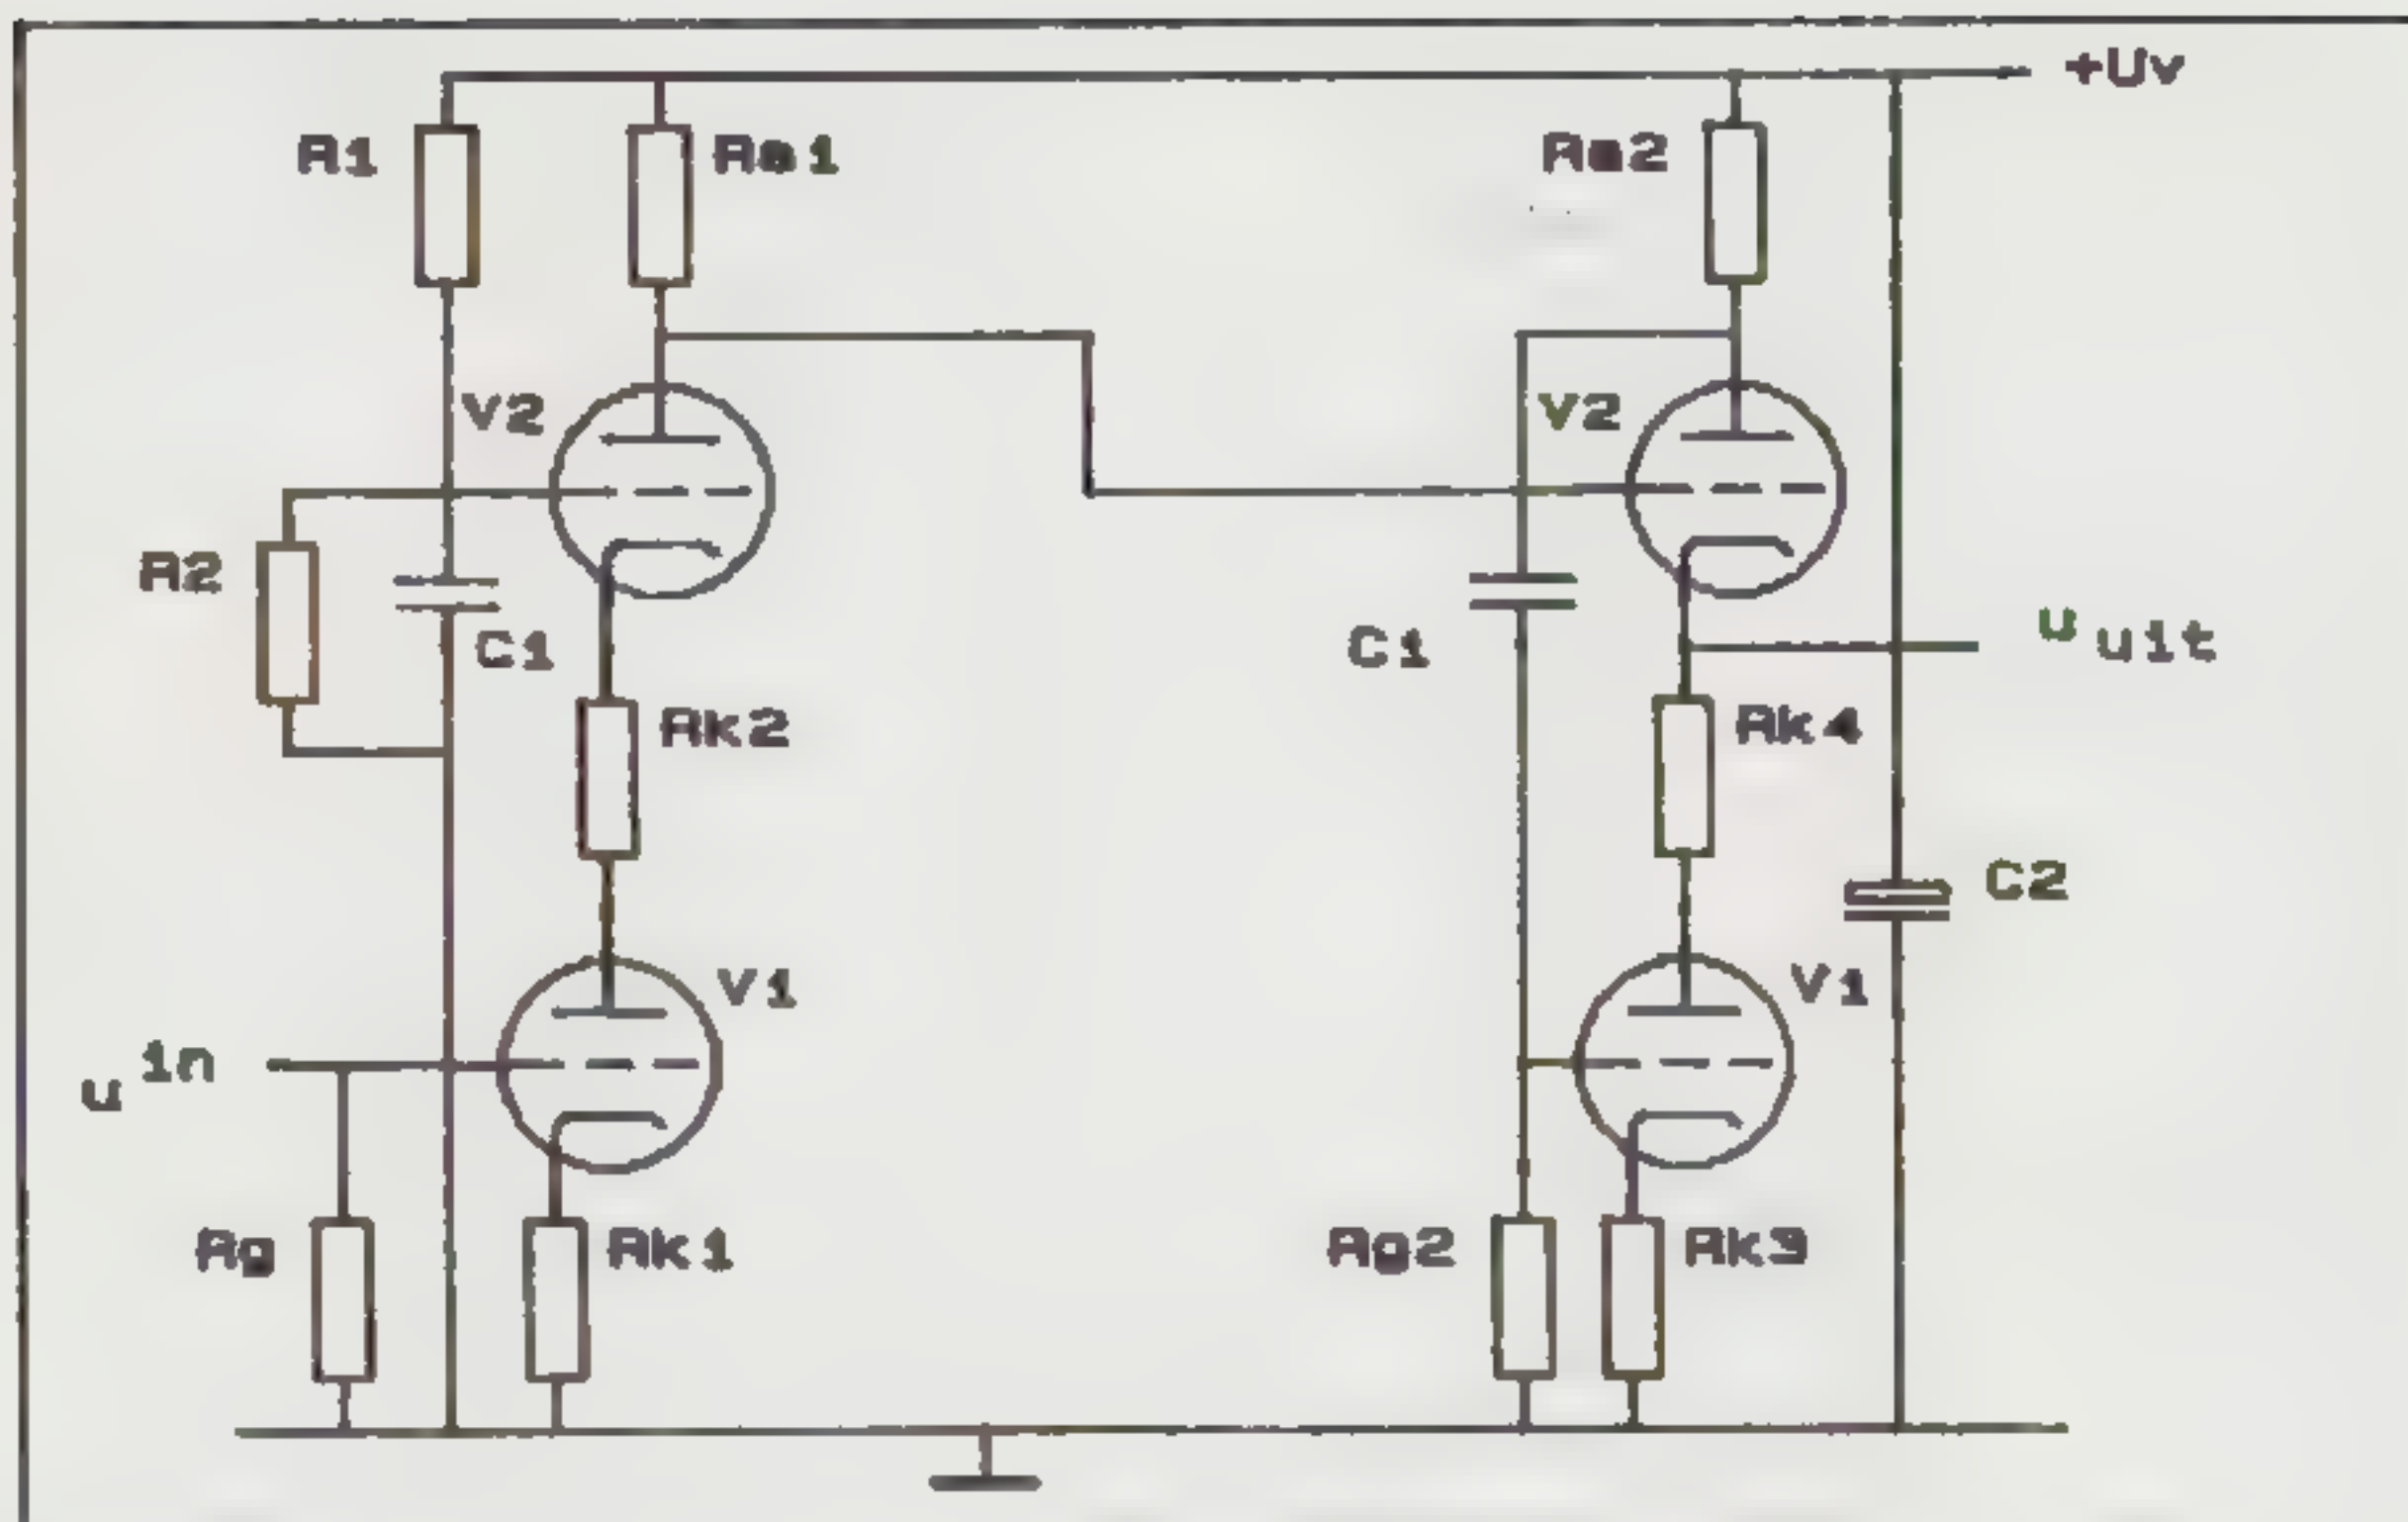 +Uv
R1
Ra1
Ra2
V2
V2
R2
C1
C1
u uit
Rk2
Rk4
C2
V1
V1
u in
Rg
Rk1
Rg2
Rk3